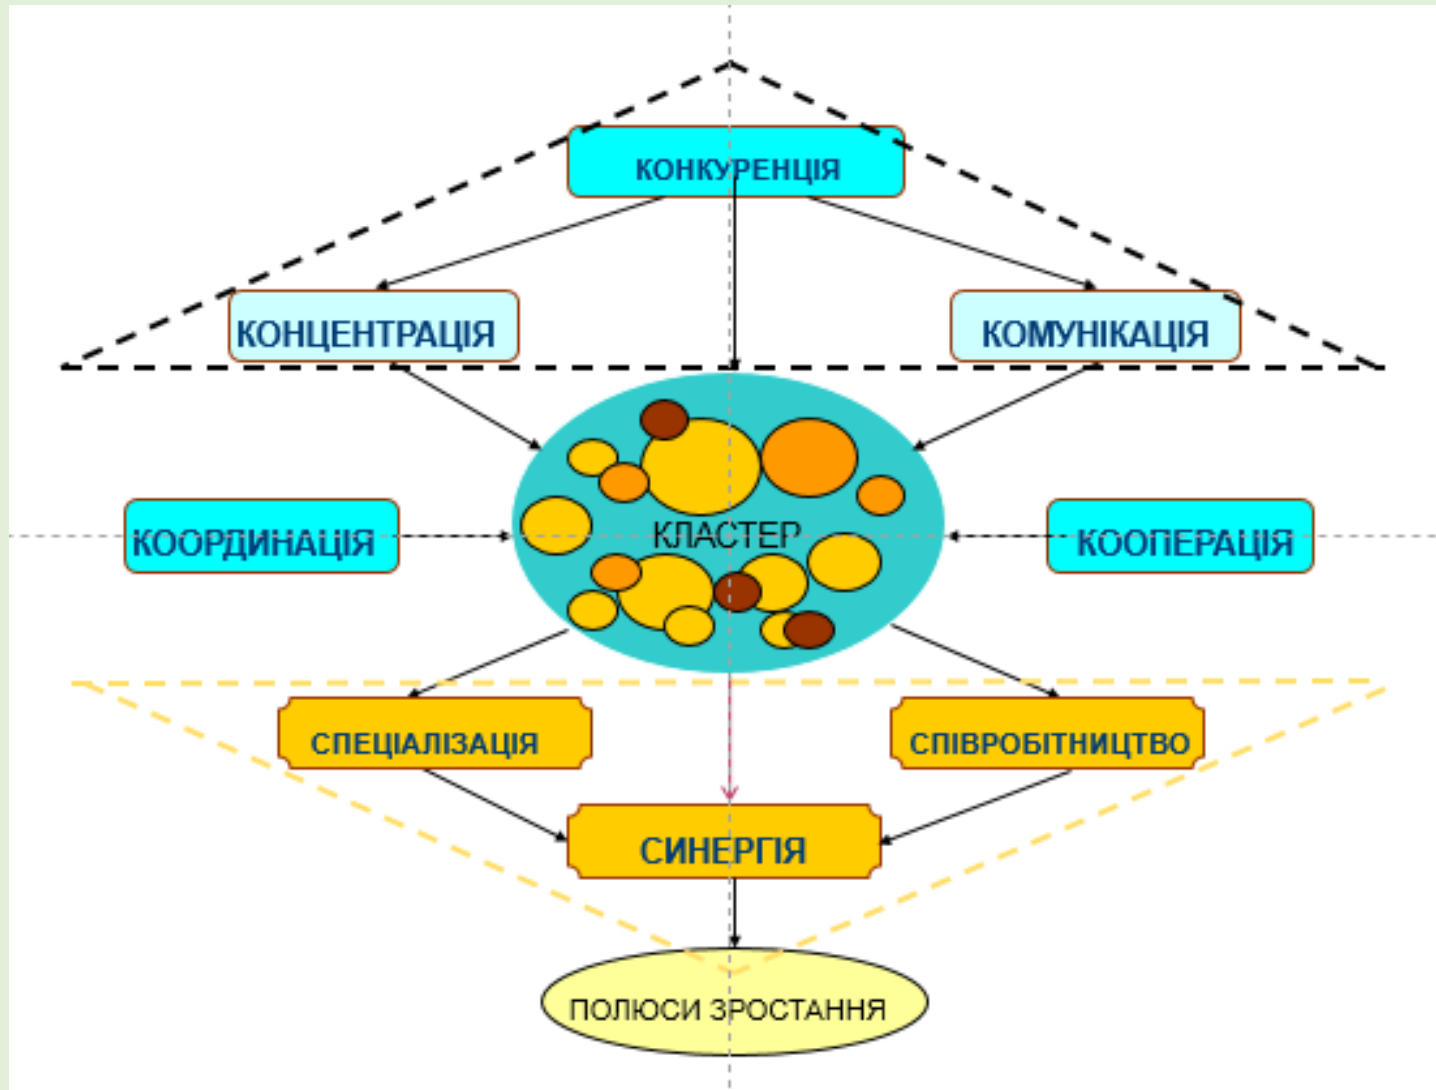 КОНКУРЕНЦІЯ
КОНЦЕНТРАЦІЯ
КОМУНІКАЦІЯ
КООРДИНАЦІЯ
КЛАСТЕР
КООПЕРАЦІЯ
СПЕЦІАЛІЗАЦІЯ
СПІВРОБІТНИЦТВО
СИНЕРГІЯ
ПОЛЮСИ ЗРОСТАННЯ